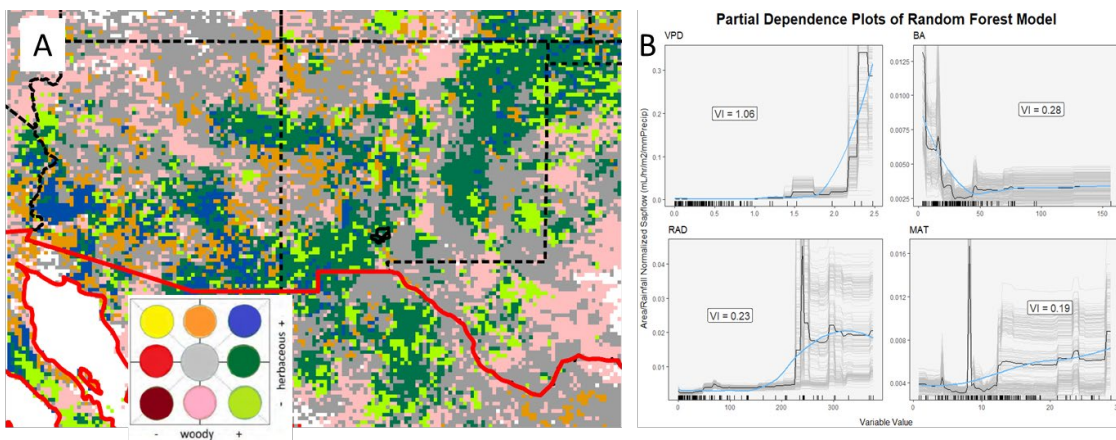 A
- woody +
- herbaceous +
B
Partial Dependence Plots of Random Forest Model
Area/Rainfall Normalized Sapflow (mL/hr/m2/mmPrecip)
VPD
0.3
0.2
0.1
0.0
VI = 1.06
0.0 0.5 1.0 1.5 2.0 2.5
BA
0.0125
0.0100
0.0075
0.0050
0.0025
VI = 0.28
0 50 100 150
RAD
0.04
0.03
0.02
0.01
VI = 0.23
0 100 200 300
MAT
0.016
0.012
0.008
0.004
VI = 0.19
0 10 20
Variable Value